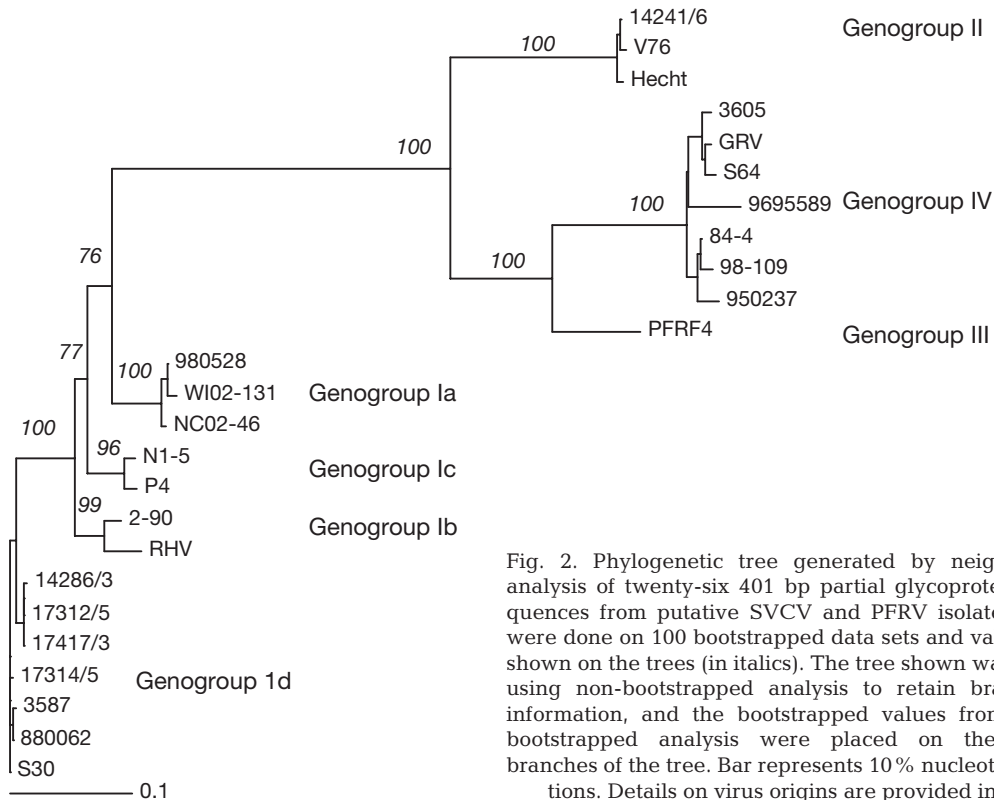 14241/6
V76
Hecht
100
Genogroup II
3605
GRV
S64
9695589
100
Genogroup IV
84-4
98-109
950237
100
PFRF4
Genogroup III
100
76
980528
WI02-131
NC02-46
100
Genogroup Ia
77
N1-5
P4
96
Genogroup Ic
100
2-90
RHV
99
Genogroup Ib
14286/3
17312/5
17417/3
17314/5
3587
880062
S30
Genogroup 1d
0.1
Fig. 2. Phylogenetic tree generated by neig
analysis of twenty-six 401 bp partial glycoprote
quences from putative SVCV and PFRV isolate
were done on 100 bootstrapped data sets and va
shown on the trees (in italics). The tree shown wa
using non-bootstrapped analysis to retain bra
information, and the bootstrapped values from
bootstrapped analysis were placed on the
branches of the tree. Bar represents 10% nucleot
tions. Details on virus origins are provided in